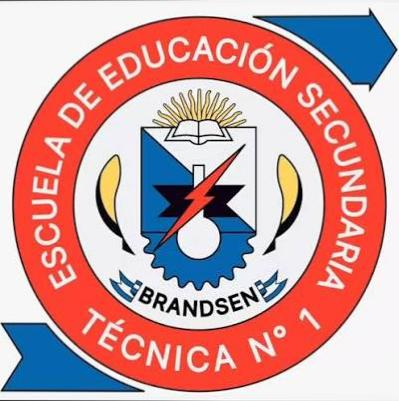 ESCUELA DE EDUCACIÓN SECUNDARIA
TÉCNICA N° 1
BRANDSEN